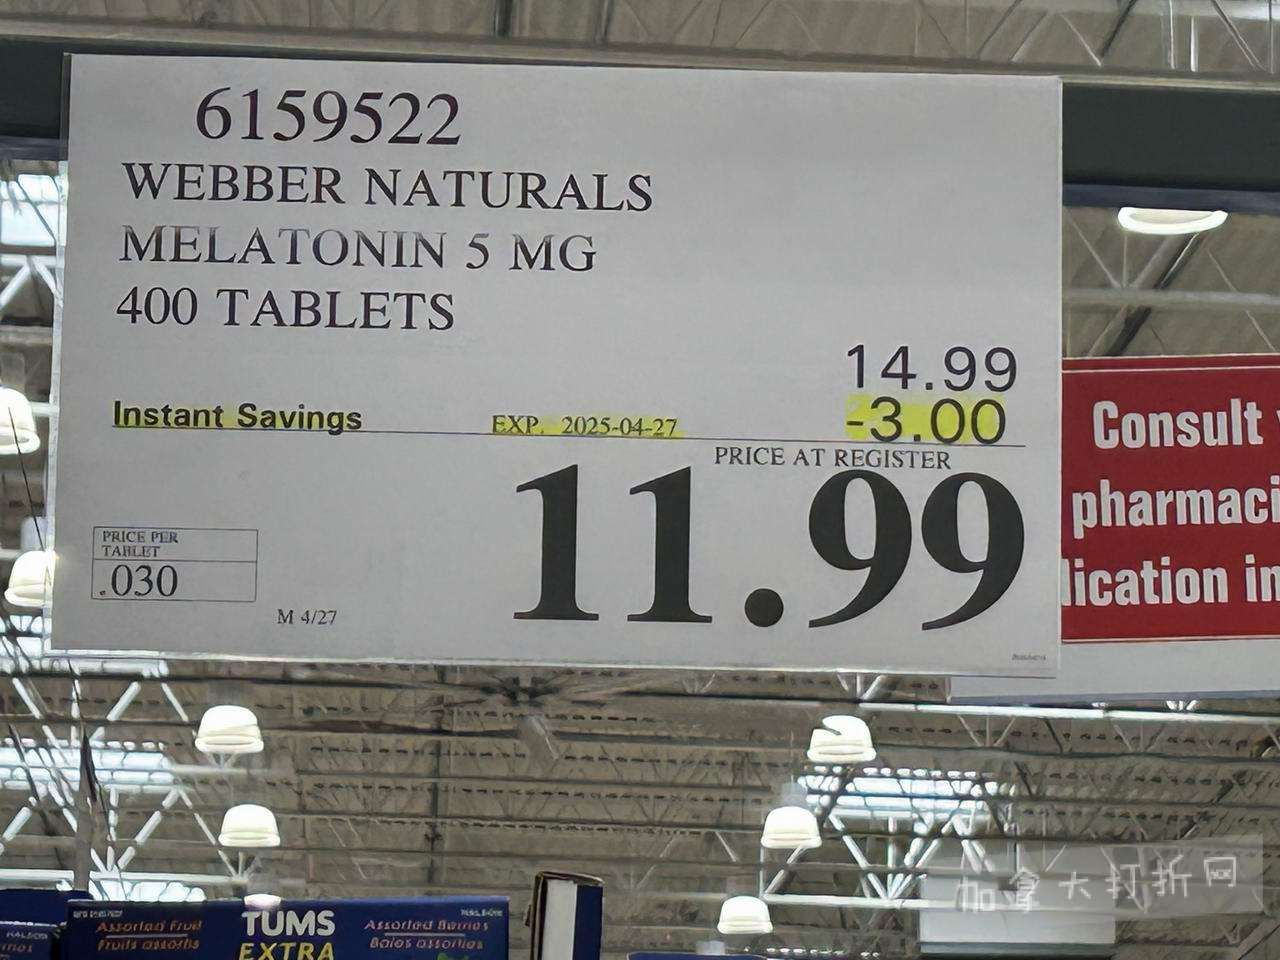 6159522
WEBBER NATURALS
MELATONIN 5 MG
400 TABLETS
14.99
Instant Savings EXP. 2025-04-27 -3.00
PRICE AT REGISTER
11.99
PRICE PER
TABLET
.030
M 4/27
Consult
pharmaci
lication in
Assorted Fruit
Fruits assortis
TUMS
EXTRA
Assorted Berries
Baies assorties
加拿大打折网